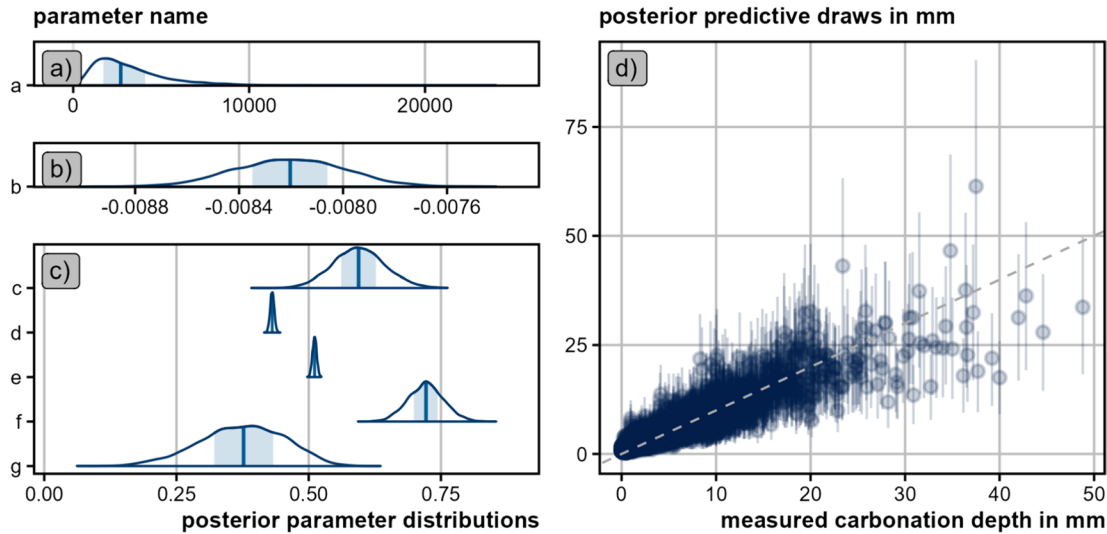 parameter name
a)
a
0 10000 20000
b)
b
-0.0088 -0.0084 -0.0080 -0.0076
c)
c
d
e
f
g
0.00 0.25 0.50 0.75
posterior parameter distributions
posterior predictive draws in mm
d)
75
50
25
0
0 10 20 30 40 50
measured carbonation depth in mm